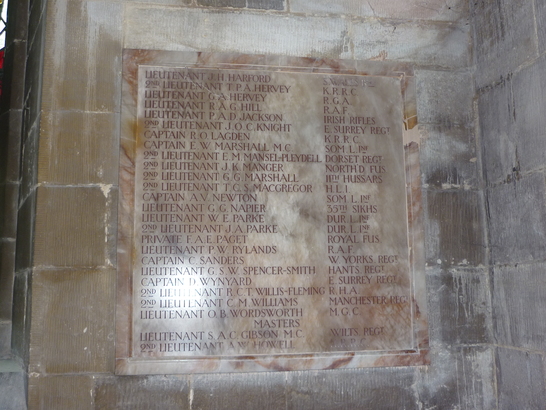 LIEUTENANT J.H. HARFORD
2ND LIEUTENANT T.P.A. HERVEY K.R.R.C.
LIEUTENANT G.A. HERVEY R.G.A.
LIEUTENANT R.A.G. HILL R.A.F.
LIEUTENANT P.A.D. JACKSON IRISH RIFLES
2ND LIEUTENANT J.O.C. KNIGHT E. SURREY REGT
CAPTAIN R.O. LAGDEN K.R.R.C.
CAPTAIN E.W. MARSHALL M.C. SOM. L. I.
2ND LIEUTENANT E.M. MANSEL-PLEYDELL DORSET REGT
2ND LIEUTENANT J.K. MANGER NORTHD FUS.
2ND LIEUTENANT G.G. MARSHALL HUSSARS
2ND LIEUTENANT T.C.S. MACGREGOR H.L.I.
CAPTAIN A.V. NEWTON SOM. L. I.
LIEUTENANT G.G. NAPIER 35TH SIKHS
LIEUTENANT W.E. PARKE DUR. L. I.
2ND LIEUTENANT J.A. PARKE DUR. L. I.
PRIVATE F.A.E. PAGET ROYAL FUS.
LIEUTENANT P.W. RYLANDS R.A.F.
CAPTAIN C. SANDERS W. YORKS. REGT
LIEUTENANT G.S.W. SPENCER-SMITH HANTS. REGT
CAPTAIN D. WYNYARD E. SURREY REGT
2ND LIEUTENANT R.C.T. WILLIS-FLEMING R.H.A.
2ND LIEUTENANT C.M. WILLIAMS MANCHESTER REG.
LIEUTENANT O.B. WORDSWORTH M.G.C.
MASTERS
LIEUTENANT S.A.C. GIBSON M.C. WILTS. REGT
2ND LIEUTENANT A.W. HOWELL